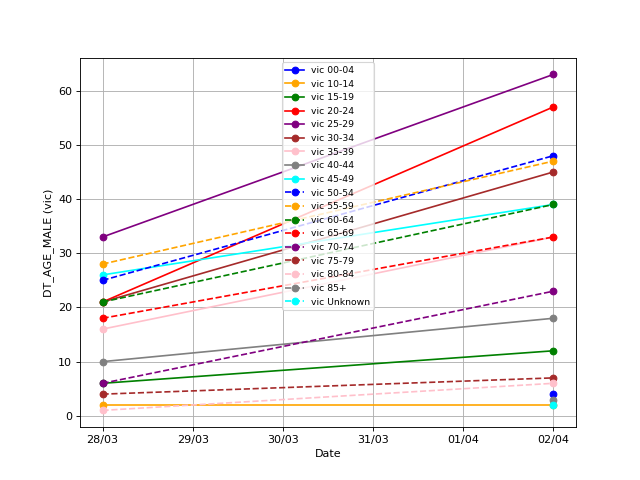 DT_AGE_MALE (vic)
60
50
40
30
20
10
0
vic 00-04
vic 10-14
vic 15-19
vic 20-24
vic 25-29
vic 30-34
vic 35-39
vic 40-44
vic 45-49
vic 50-54
vic 55-59
vic 60-64
vic 65-69
vic 70-74
vic 75-79
vic 80-84
vic 85+
vic Unknown
28/03 29/03 30/03 31/03 01/04 02/04
Date